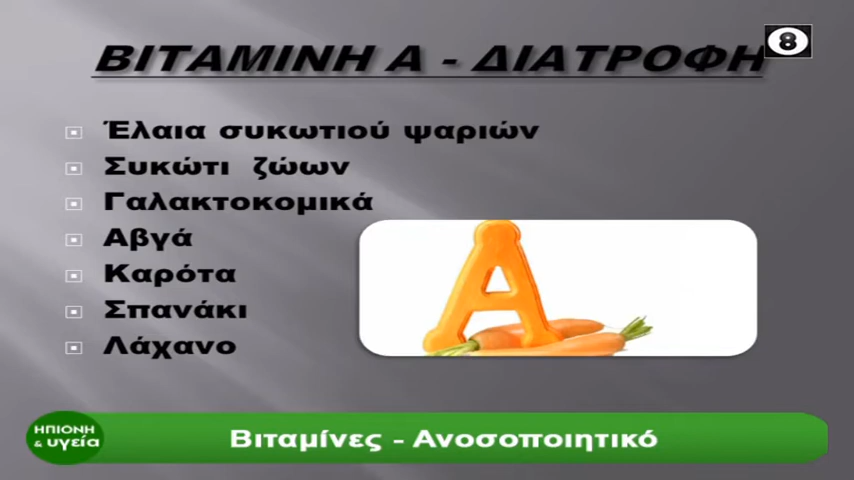 ΒΙΤΑΜΙΝΗ Α - ΔΙΑΤΡΟΦΗ
8
Έλαια συκωτιού ψαριών
Συκώτι ζώων
Γαλακτοκομικά
Αβγά
Καρότα
Σπανάκι
Λάχανο
Α
ΗΠΙΟΝΗ
& υγεία
Βιταμίνες - Ανοσοποιητικό